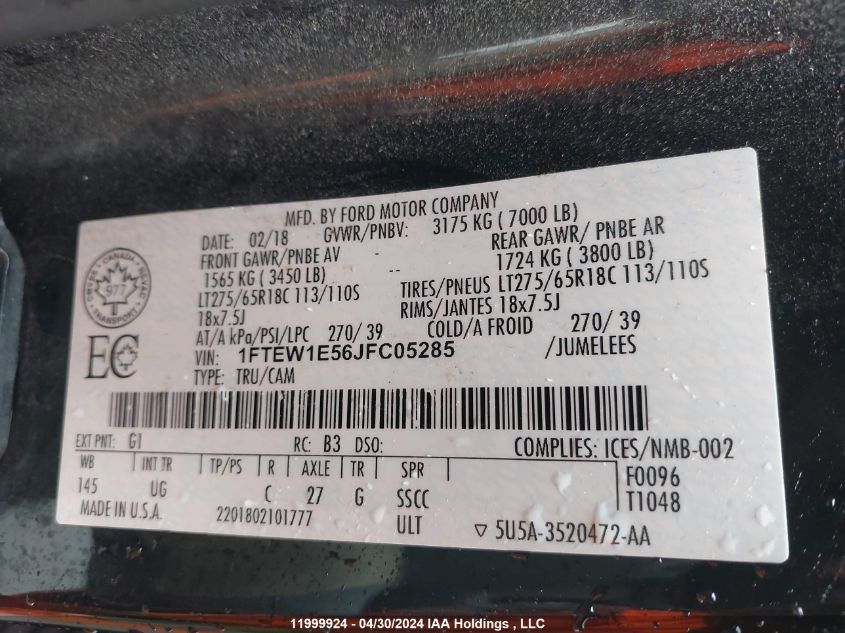 MFD. BY FORD MOTOR COMPANY
DATE: 02/18 GVWR/PNBV: 3175 KG ( 7000 LB)
FRONT GAWR/PNBE AV REAR GAWR/ PNBE AR
1565 KG ( 3450 LB) -- 1724 KG ( 3800 LB)
LT275/65R18C 113/110S TIRES/PNEUS LT275/65R18C 113/110S
18x7.5J RIMS/JANTES 18x7.5J
AT/A kPa/PSI/LPC 270/ 39 COLD/A FROID 270/ 39
VIN: 1FTEW1E56JFC05285 /JUMELEES
TYPE: TRU/CAM
CANADA
977
TRANSPORT
EC
EXT PNT: G1 RC: B3 DSO: COMPLIES: ICES/NMB-002
WB INT TR TP/PS R AXLE TR SPR F0096
145 UG C 27 G SSCC T1048
MADE IN U.S.A. 2201802101777 ULT ▽ 5U5A-3520472-AA
11999924 - 04/30/2024 IAA Holdings , LLC